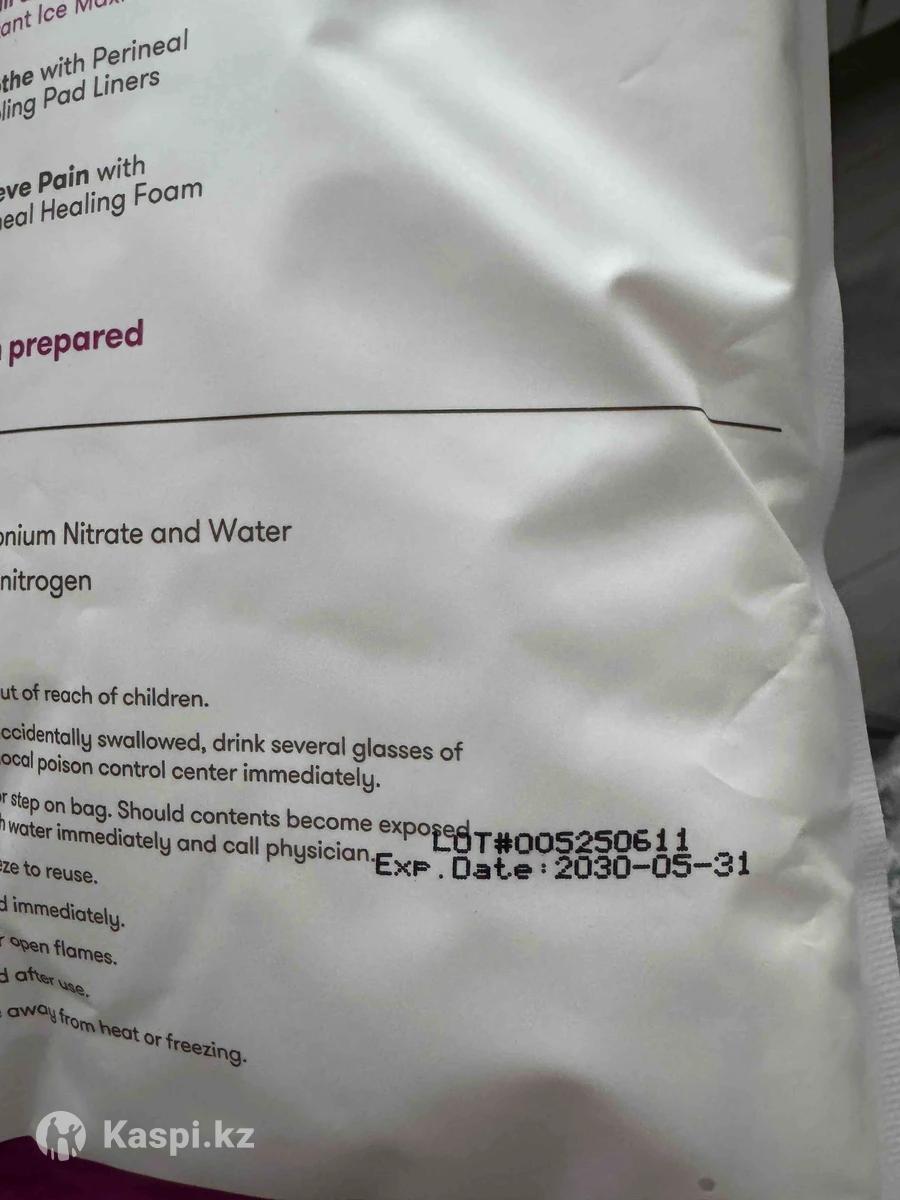 ant Ice
the with Perineal
ling Pad Liners
eve Pain with
eal Healing Foam
prepared
onium Nitrate and Water
nitrogen
ut of reach of children.
ccidentally swallowed, drink several glasses of
ocal poison control center immediately.
r step on bag. Should contents become exposed
h water immediately and call physician.
LOT#005250611
Exp.Date:2030-05-31
eze to reuse.
d immediately.
r open flames.
d after use.
away from heat or freezing.
Kaspi.kz